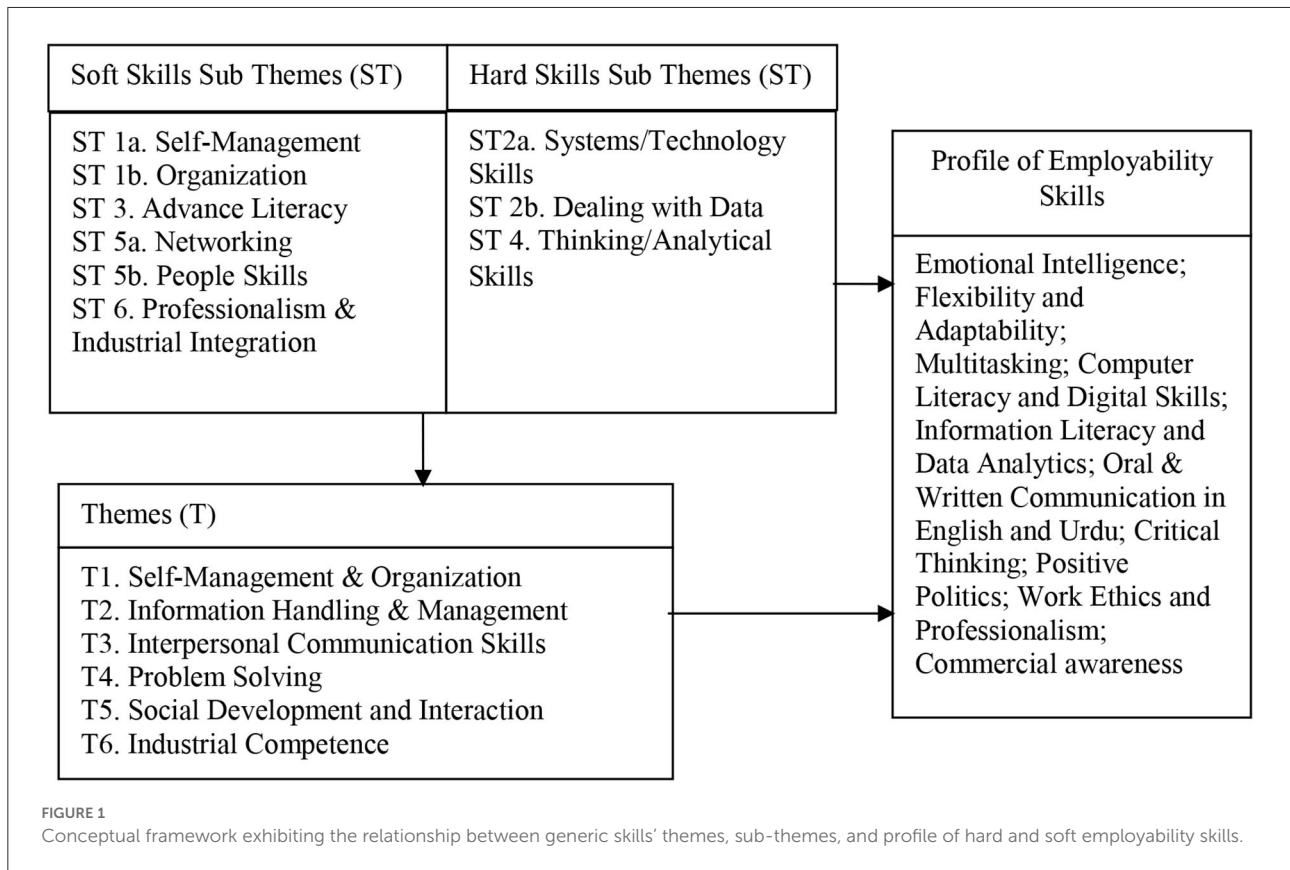 Soft Skills Sub Themes (ST)
ST 1a. Self-Management
ST 1b. Organization
ST 3. Advance Literacy
ST 5a. Networking
ST 5b. People Skills
ST 6. Professionalism &
Industrial Integration
Hard Skills Sub Themes (ST)
ST2a. Systems/Technology
Skills
ST 2b. Dealing with Data
ST 4. Thinking/Analytical
Skills
Profile of Employability
Skills
Emotional Intelligence;
Flexibility and
Adaptability;
Multitasking; Computer
Literacy and Digital Skills;
Information Literacy and
Data Analytics; Oral &
Written Communication in
English and Urdu; Critical
Thinking; Positive
Politics; Work Ethics and
Professionalism;
Commercial awareness
Themes (T)
T1. Self-Management & Organization
T2. Information Handling & Management
T3. Interpersonal Communication Skills
T4. Problem Solving
T5. Social Development and Interaction
T6. Industrial Competence
FIGURE 1
Conceptual framework exhibiting the relationship between generic skills’ themes, sub-themes, and profile of hard and soft employability skills.